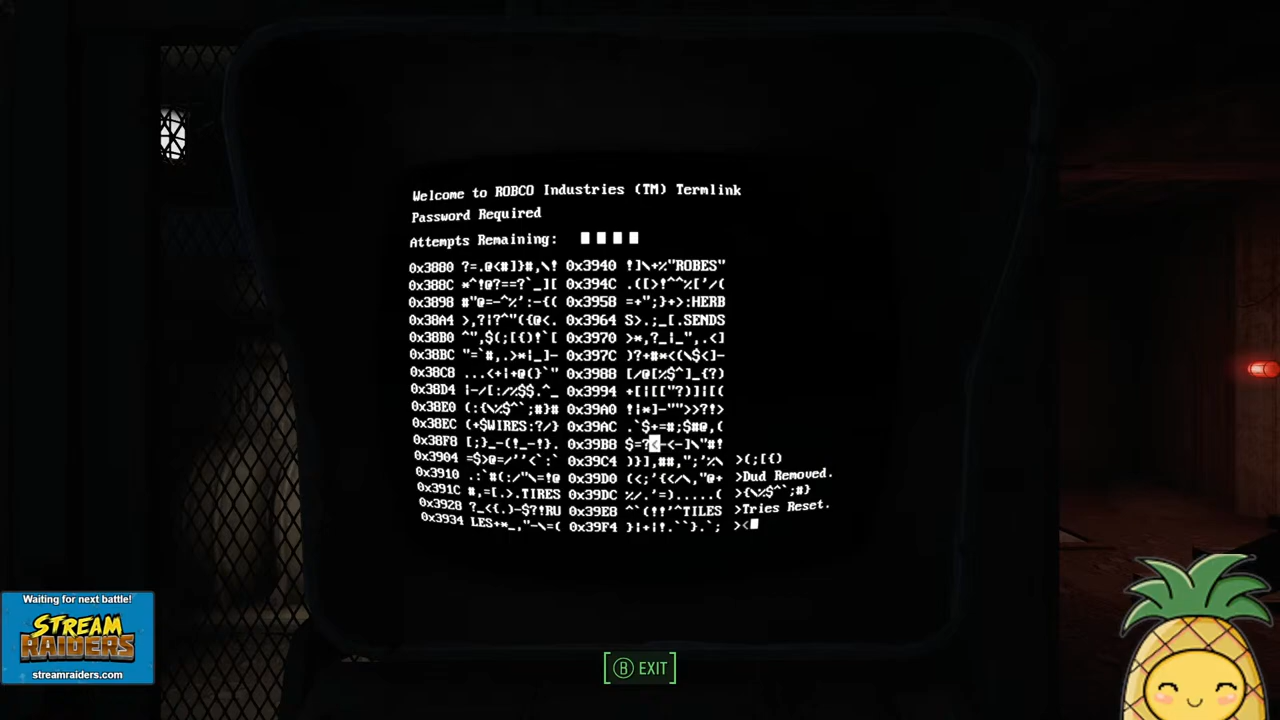 Welcome to ROBCO Industries (TM) Termlink
Password Required
Attempts Remaining:
0x3880 ?=.@<#]}#,\! 0x3940 !]\+%"ROBES"
0x388C *^!@?==?`_][ 0x394C .([>!^^%['/(
0x3898 #"@=-^%':-{( 0x3958 =+";}+>:HERB
0x38A4 >,?¡?^"({@<. 0x3964 S>.;_[.SENDS
0x38B0 ^",$(;[{)!`[ 0x3970 >*,?_¡_",.<]
0x38BC "=`#,.>*¡_]- 0x397C )?+#*<(\$<]-
0x38C8 ...<+¡+@(}`" 0x3988 [/@[%$^]_{?)
0x38D4 ¡-/[:/%$$.^_ 0x3994 +[¡[["?)]¡[(
0x38E0 (:{\%$^`;#}# 0x39A0 !¡*]-"">>?!>
0x38EC (+$WIRES:?/} 0x39AC .`$+=#;$#@,(
0x38F8 [;}_-(!_-!}. 0x39B8 $=?<-<-]\"#!
0x3904 =$>@=/''<`:` 0x39C4 )}],##,";'%\ >(;[{)
0x3910 .:`#(:/"\=!@ 0x39D0 (<;'{</\,"@+ >Dud Removed.
0x391C #,=[.>.TIRES 0x39DC %/.'=).....( >{\%$^`;#}
0x3928 ?_<{.)-$?!RU 0x39E8 ^`(!!'^TILES >Tries Reset.
0x3934 LES+*_,"-\=( 0x39F4 }¡+¡!.``}.`; ><
B EXIT
Waiting for next battle!
STREAM
RAIDERS
streamraiders.com